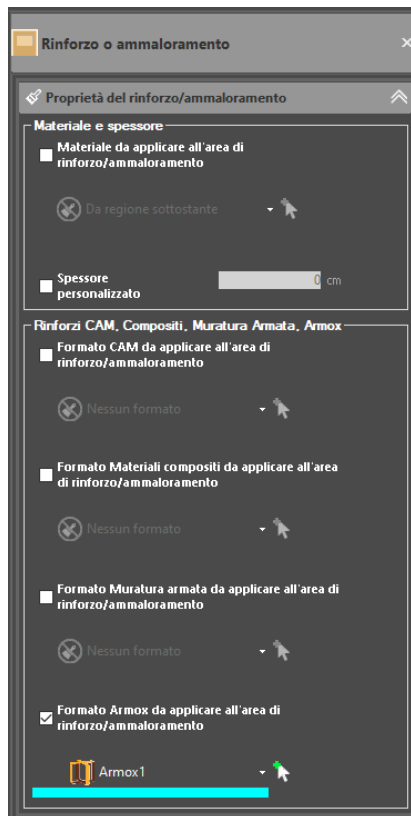 Rinforzo o ammaloramento
Proprietà del rinforzo/ammaloramento
Materiale e spessore
Materiale da applicare all'area di
rinforzo/ammaloramento
Da regione sottostante
Spessore
personalizzato
0 cm
Rinforzi CAM, Compositi, Muratura Armata, Armox
Formato CAM da applicare all'area di
rinforzo/ammaloramento
Nessun formato
Formato Materiali compositi da applicare all'area
di rinforzo/ammaloramento
Nessun formato
Formato Muratura armata da applicare all'area di
rinforzo/ammaloramento
Nessun formato
Formato Armox da applicare all'area di
rinforzo/ammaloramento
Armox1